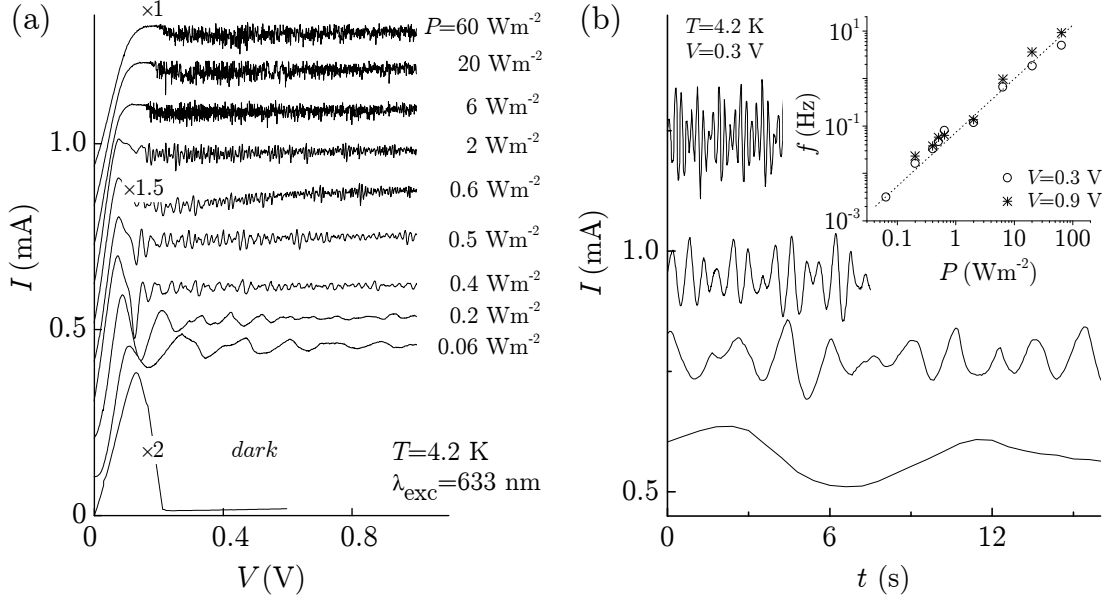 (a)
×1
P=60 Wm⁻²
20 Wm⁻²
6 Wm⁻²
2 Wm⁻²
×1.5
0.6 Wm⁻²
0.5 Wm⁻²
0.4 Wm⁻²
0.2 Wm⁻²
0.06 Wm⁻²
×2
dark
T=4.2 K
λexc=633 nm
1.0
0.5
0
I (mA)
0
0.4
0.8
V (V)
(b)
T=4.2 K
V=0.3 V
10¹
10⁻¹
10⁻³
f (Hz)
V=0.3 V
V=0.9 V
0.1
1
10
100
P (Wm⁻²)
1.0
0.5
I (mA)
0
6
12
t (s)